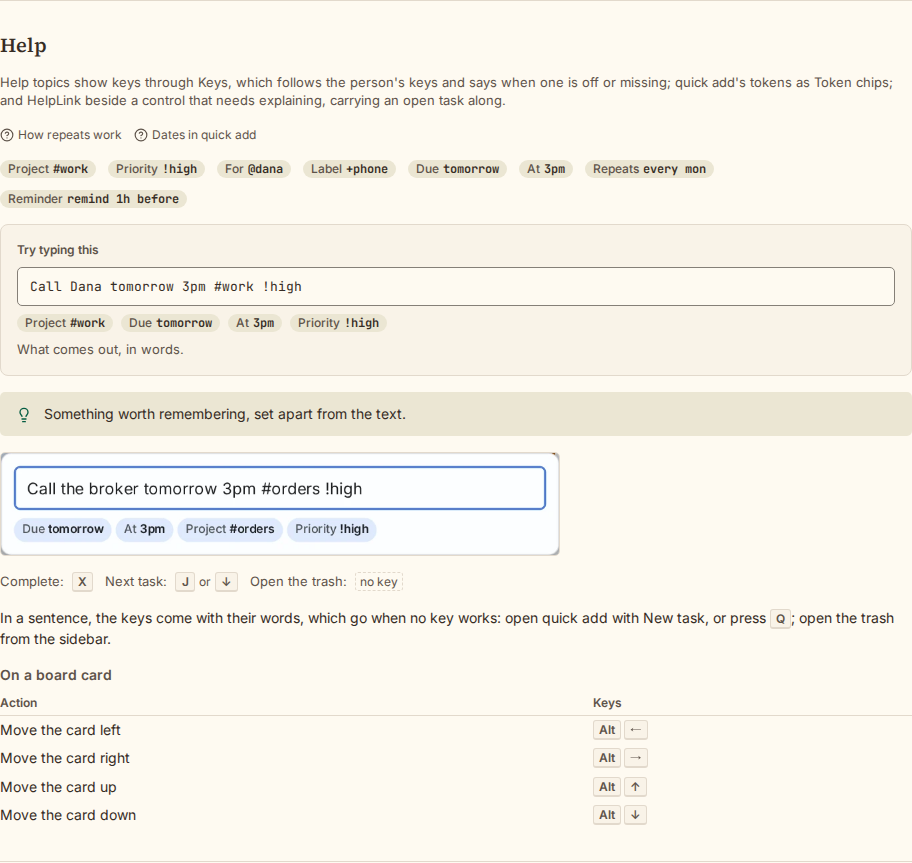 Help
Help topics show keys through Keys, which follows the person's keys and says when one is off or missing; quick add's tokens as Token chips;
and HelpLink beside a control that needs explaining, carrying an open task along.
How repeats work Dates in quick add
Project #work Priority !high For @dana Label +phone Due tomorrow At 3pm Repeats every mon
Reminder remind 1h before
Try typing this
Call Dana tomorrow 3pm #work !high
Project #work Due tomorrow At 3pm Priority !high
What comes out, in words.
Something worth remembering, set apart from the text.
Call the broker tomorrow 3pm #orders !high
Due tomorrow At 3pm Project #orders Priority !high
Complete: X Next task: J or ↓ Open the trash: no key
In a sentence, the keys come with their words, which go when no key works: open quick add with New task, or press Q; open the trash
from the sidebar.
On a board card
Action Keys
Move the card left Alt ←
Move the card right Alt →
Move the card up Alt ↑
Move the card down Alt ↓